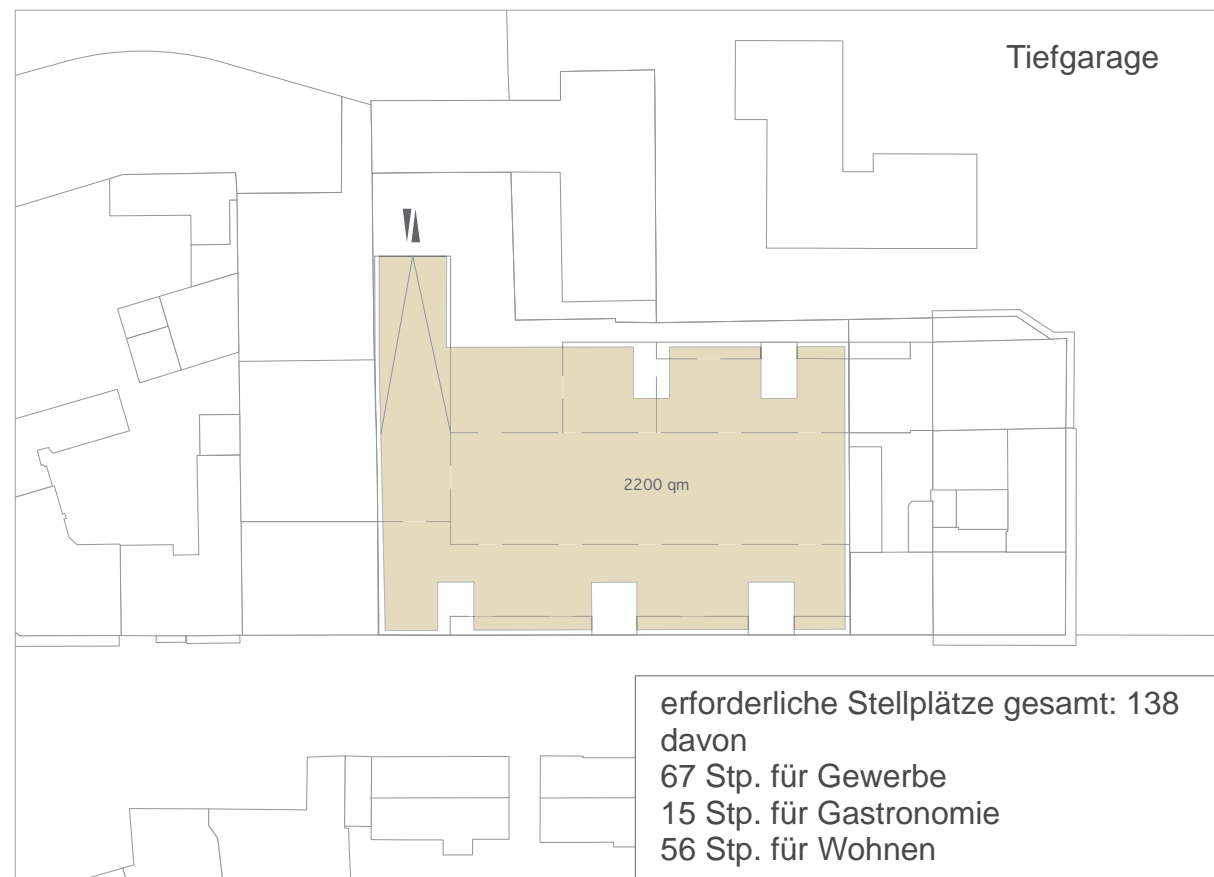 Tiefgarage
2200 qm
erforderliche Stellplätze gesamt: 138
davon
67 Stp. für Gewerbe
15 Stp. für Gastronomie
56 Stp. für Wohnen